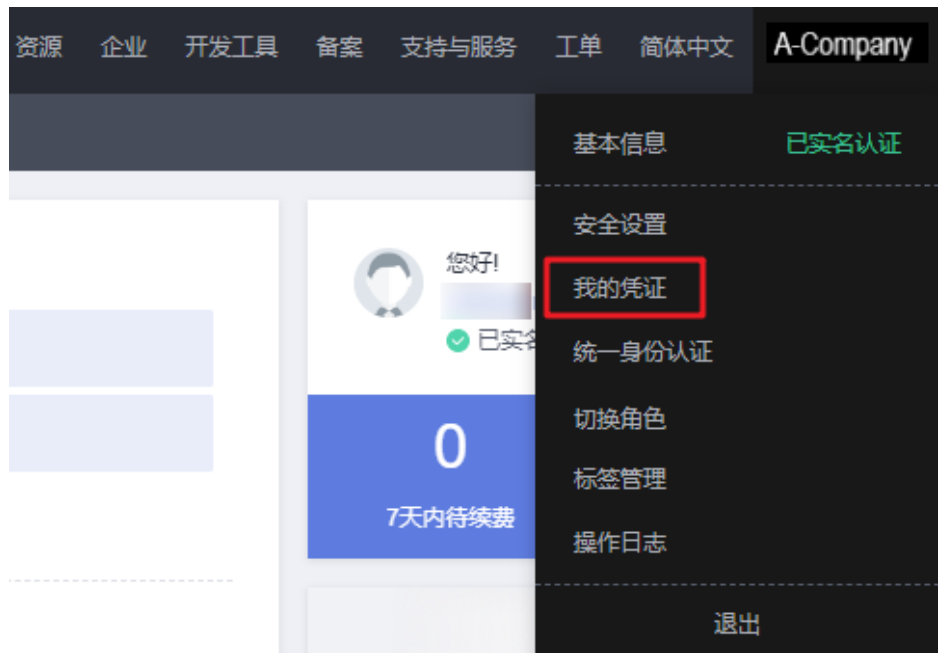 资源 企业 开发工具 备案 支持与服务 工单 简体中文 A-Company
基本信息 已实名认证
安全设置
我的凭证
统一身份认证
切换角色
标签管理
操作日志
退出
您好!
已实名
0
7天内待续费